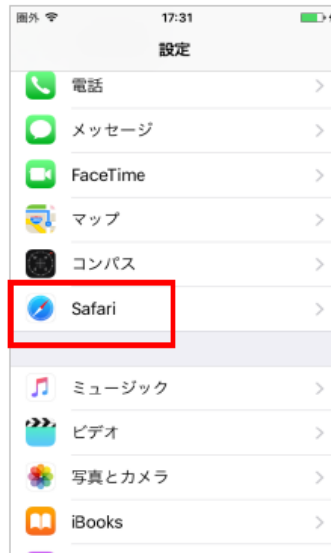 圏外 17:31
設定
電話
メッセージ
FaceTime
マップ
コンパス
Safari
ミュージック
ビデオ
写真とカメラ
iBooks